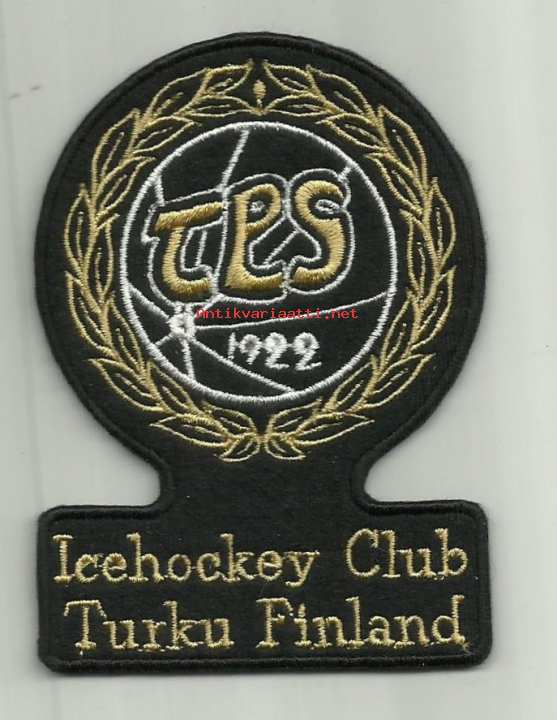 TPS
antikvariaatti.net
1922
Icehockey Club
Turku Finland